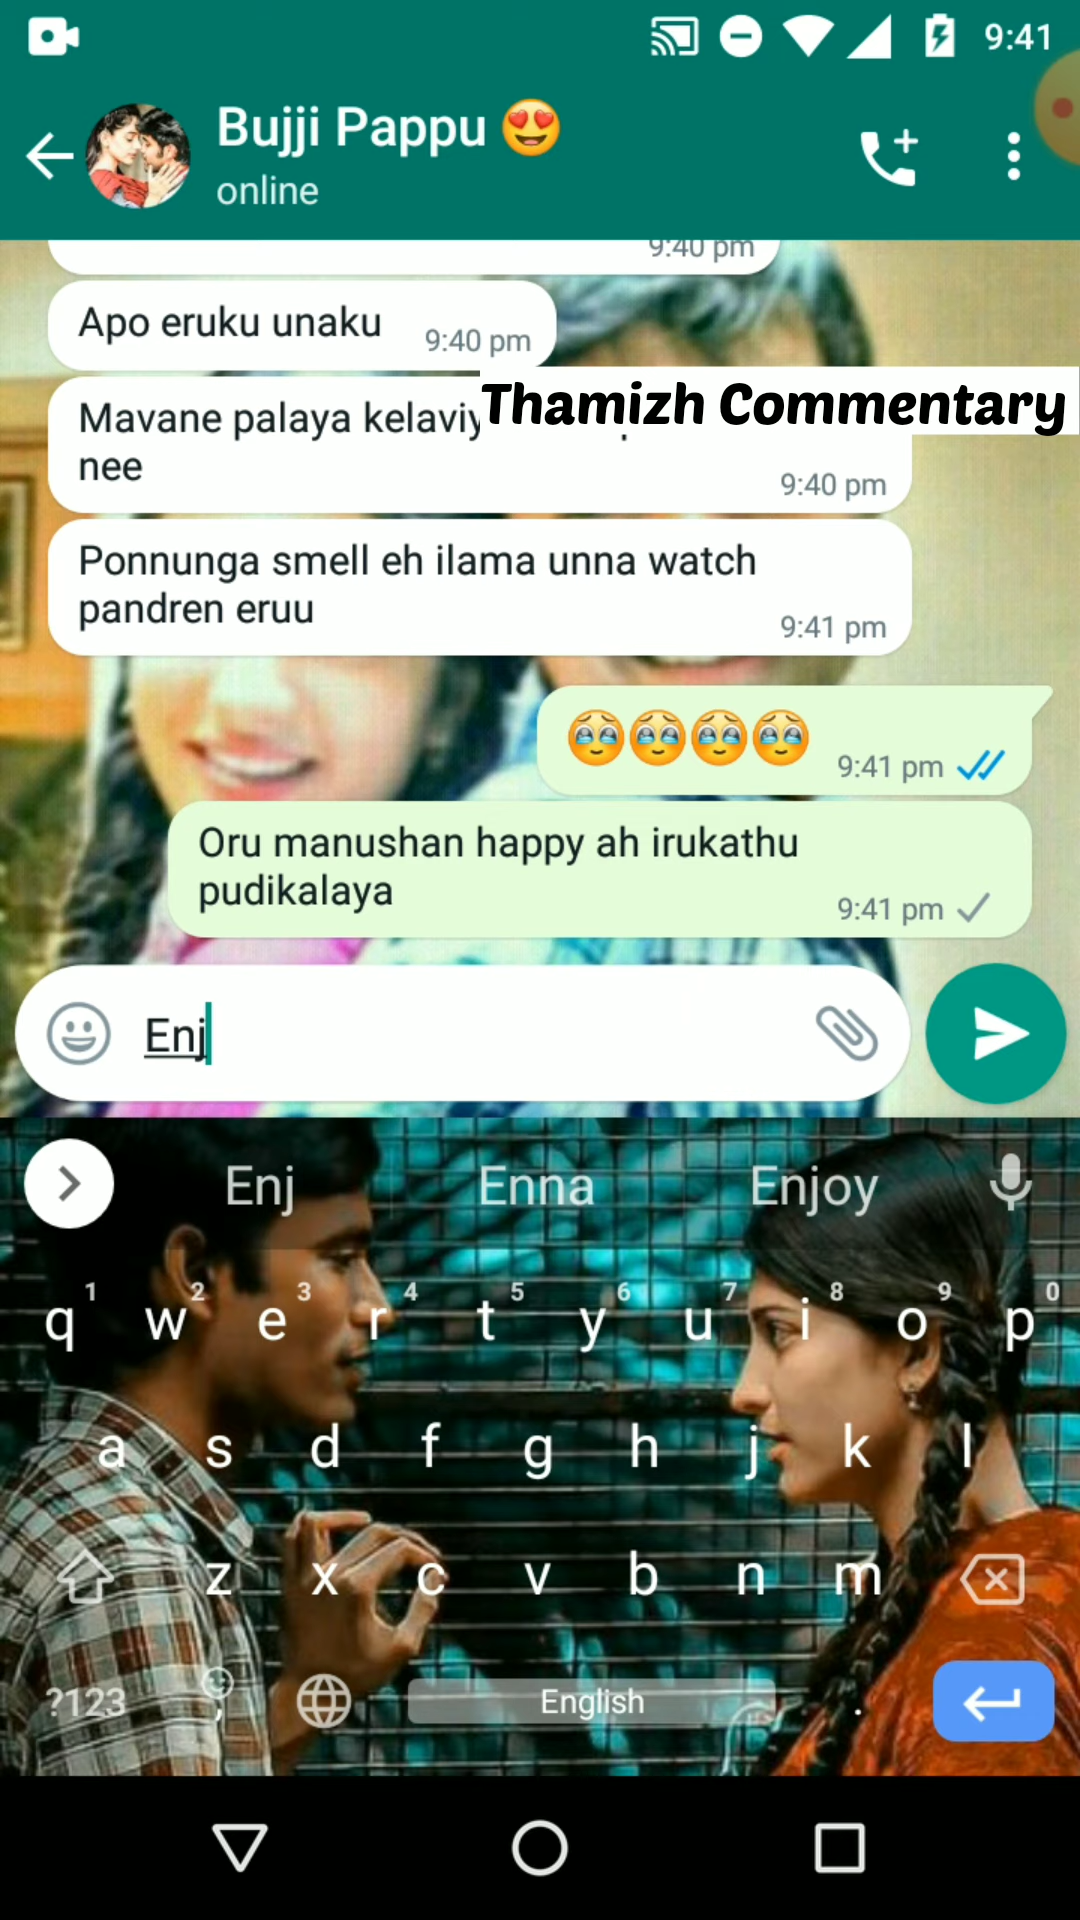 9:41
Bujji Pappu 😍
online
9:40 pm
Apo eruku unaku
9:40 pm
Thamizh Commentary
Mavane palaya
nee
9:40 pm
Ponnunga smell eh ilama unna watch
pandren eruu
9:41 pm
🥹🥹🥹🥹
9:41 pm
Oru manushan happy ah irukathu
pudikalaya
9:41 pm
Enj
Enj Enna Enjoy
1 2 3 4 5 6 7 8 9 0
q w e r t y u i o p
a s d f g h j k l
z x c v b n m
?123 , English .